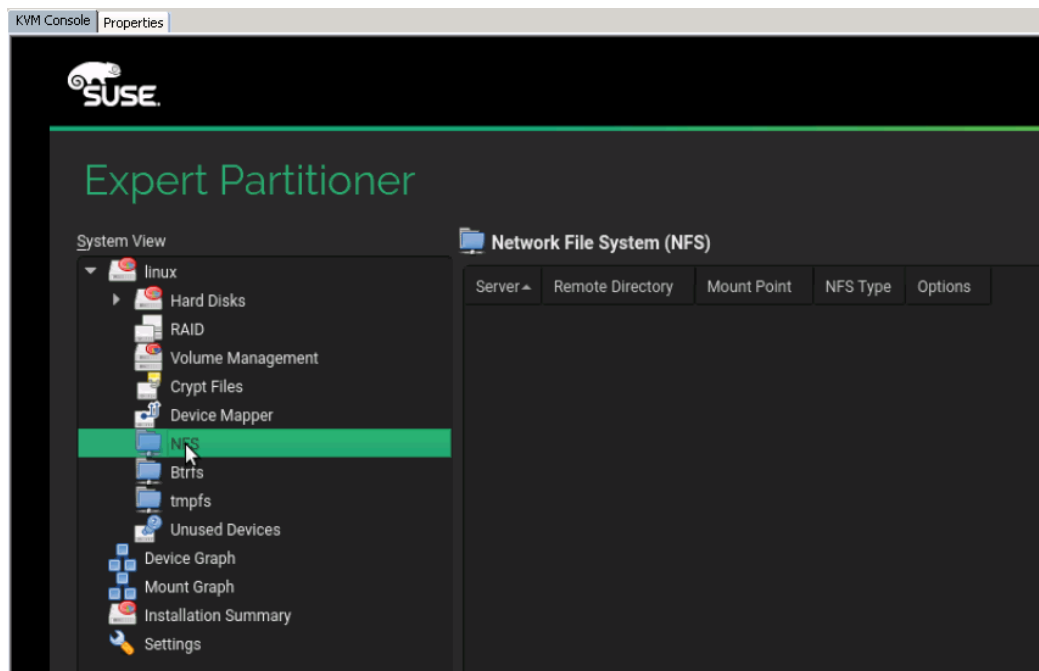 KVM Console Properties
SUSE.
Expert Partitioner
System View
linux
Hard Disks
RAID
Volume Management
Crypt Files
Device Mapper
NFS
Btrfs
tmpfs
Unused Devices
Device Graph
Mount Graph
Installation Summary
Settings
Network File System (NFS)
Server Remote Directory Mount Point NFS Type Options